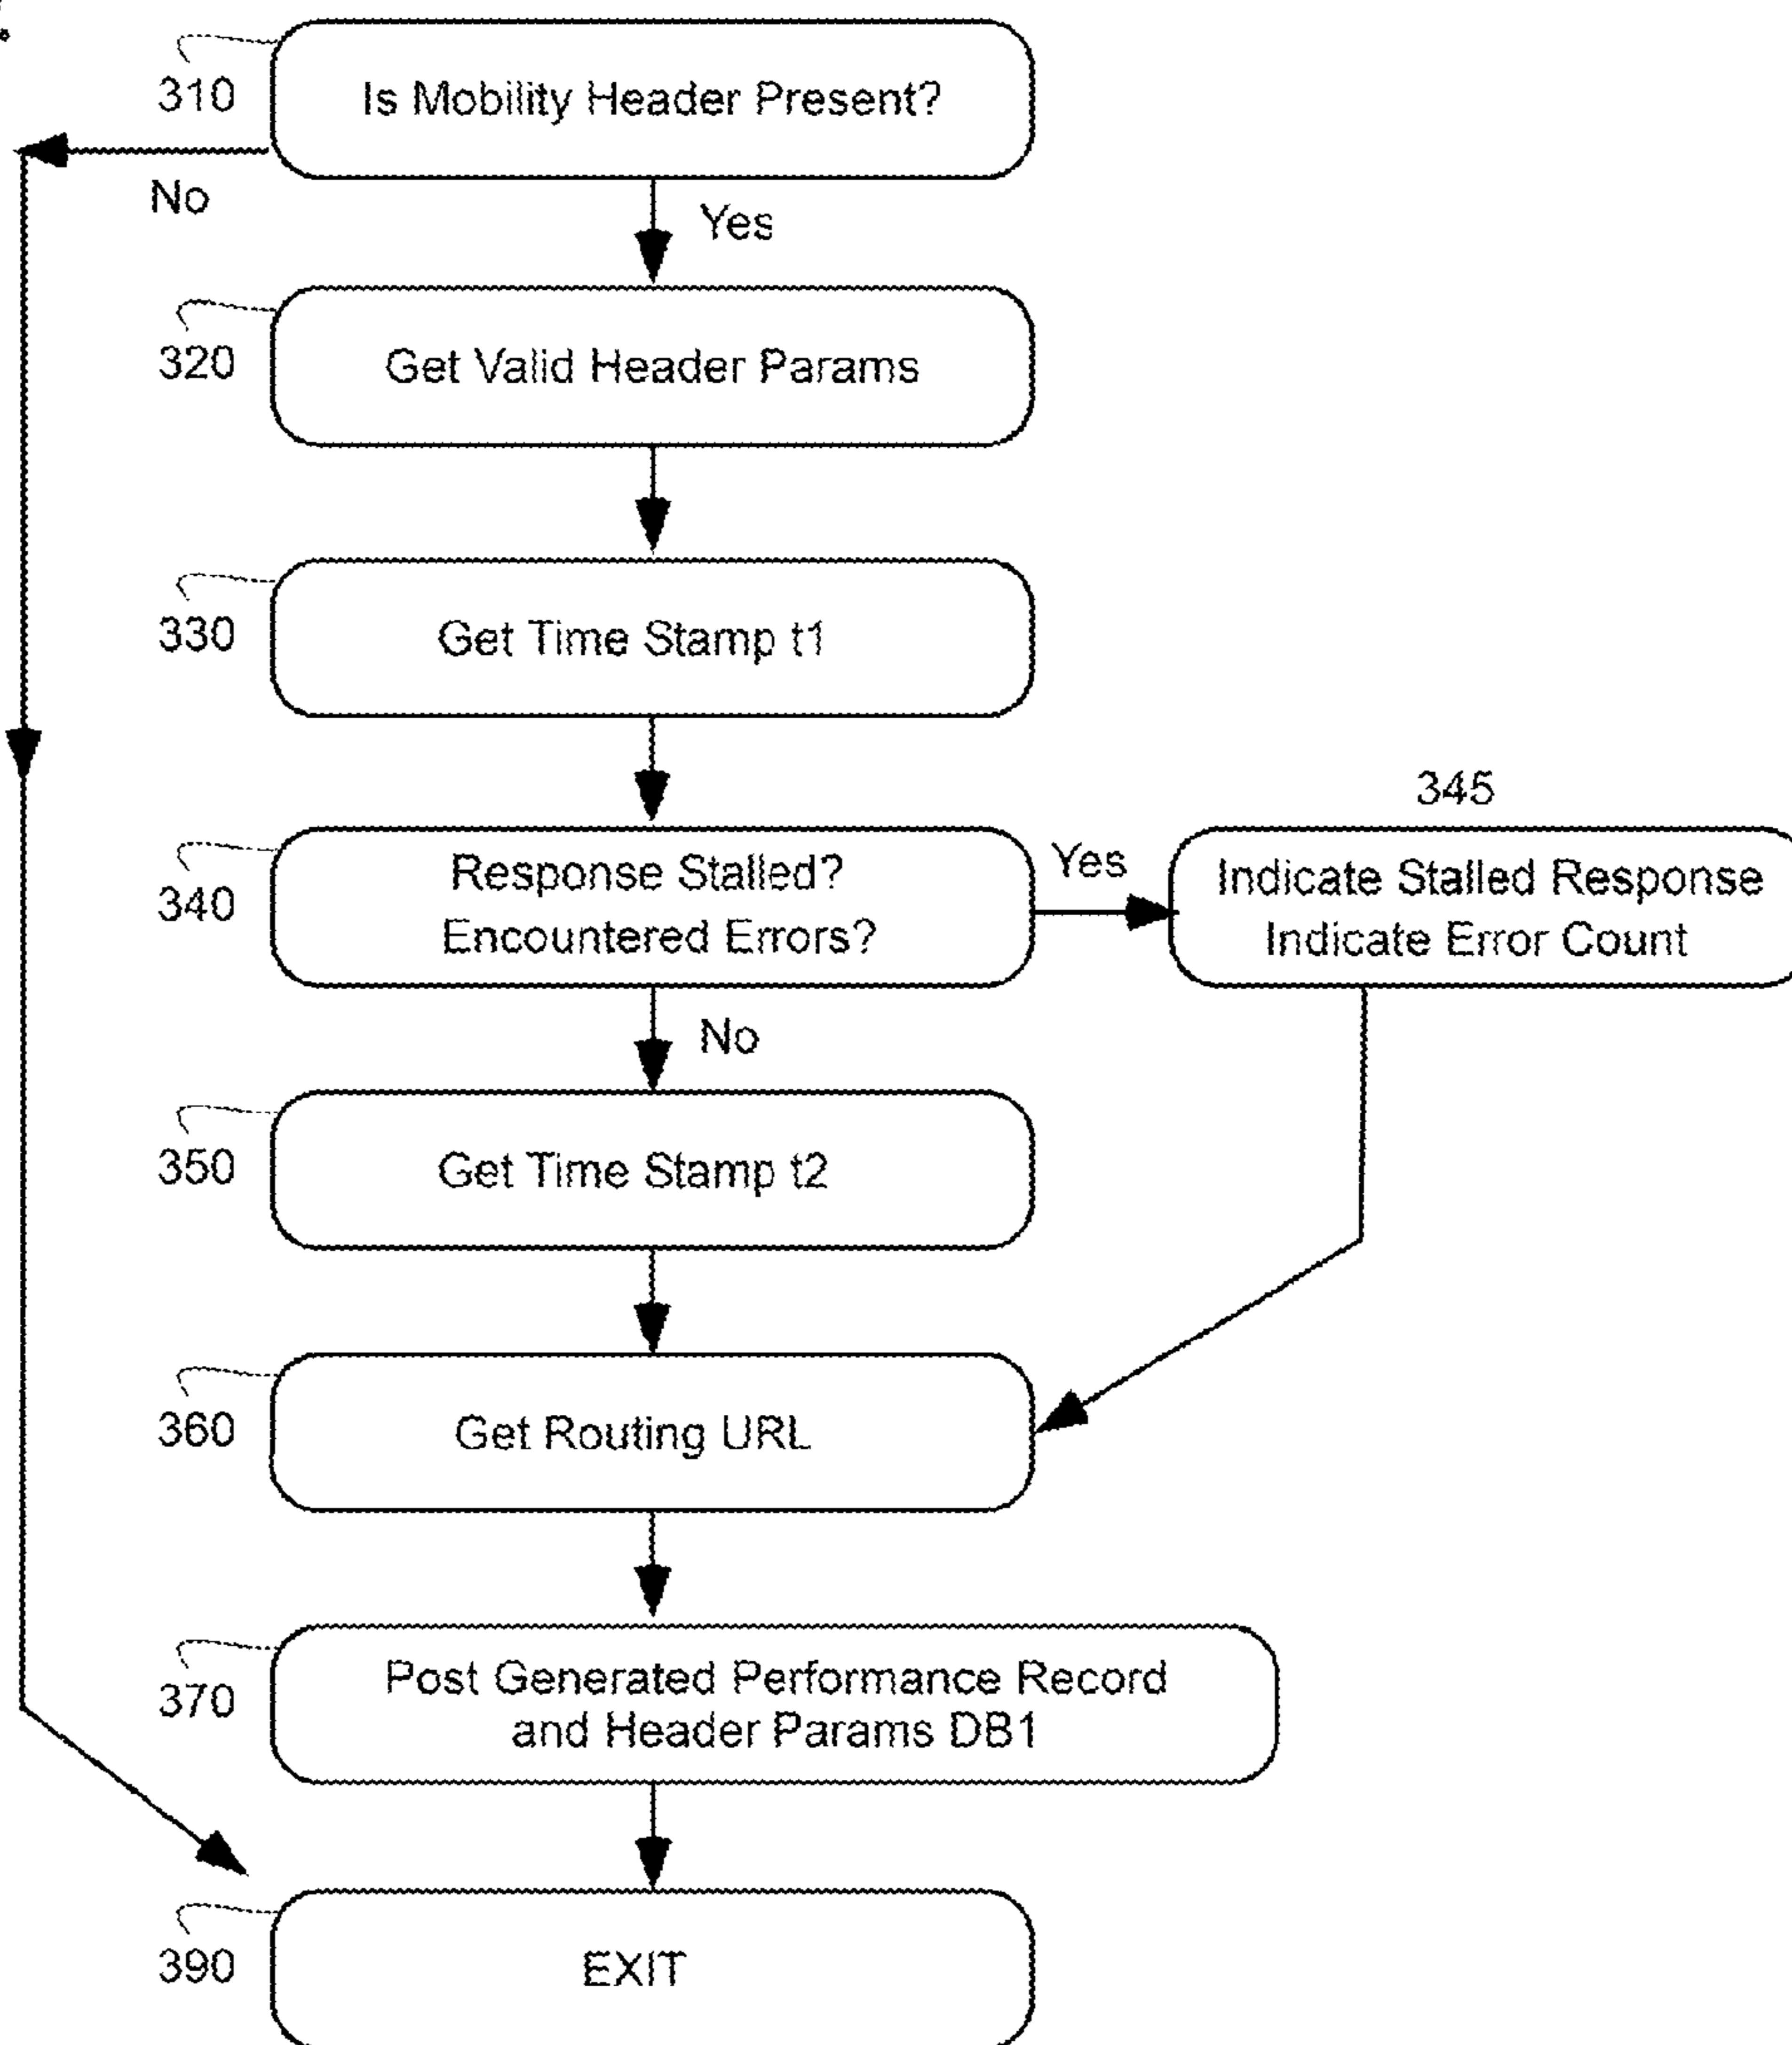 310
Is Mobility Header Present?
No
Yes
320
Get Valid Header Params
330
Get Time Stamp t1
345
340
Response Stalled?
Encountered Errors?
Yes
Indicate Stalled Response
Indicate Error Count
No
350
Get Time Stamp t2
360
Get Routing URL
370
Post Generated Performance Record
and Header Params DB1
390
EXIT